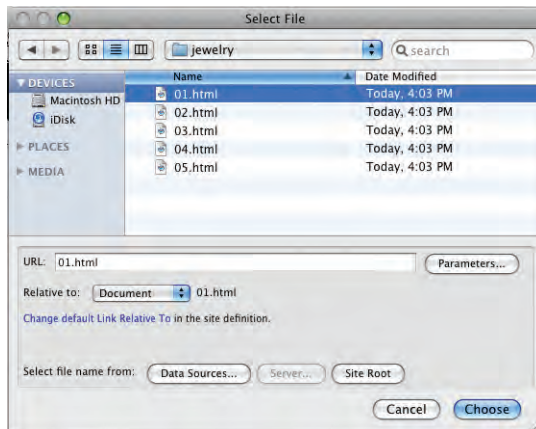 Select File
jewelry
search
DEVICES
Macintosh HD
iDisk
PLACES
MEDIA
Name Date Modified
01.html Today, 4:03 PM
02.html Today, 4:03 PM
03.html Today, 4:03 PM
04.html Today, 4:03 PM
05.html Today, 4:03 PM
URL: 01.html Parameters...
Relative to: Document 01.html
Change default Link Relative To in the site definition.
Select file name from: Data Sources... Server... Site Root
Cancel Choose